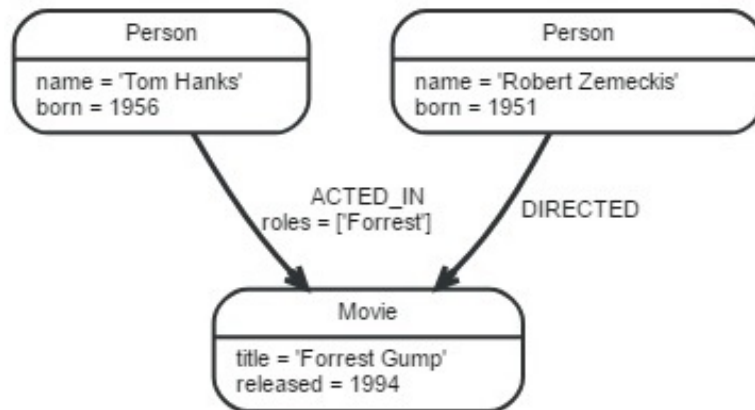 Person
name = 'Tom Hanks'
born = 1956
Person
name = 'Robert Zemeckis'
born = 1951
ACTED_IN
roles = ['Forrest']
DIRECTED
Movie
title = 'Forrest Gump'
released = 1994